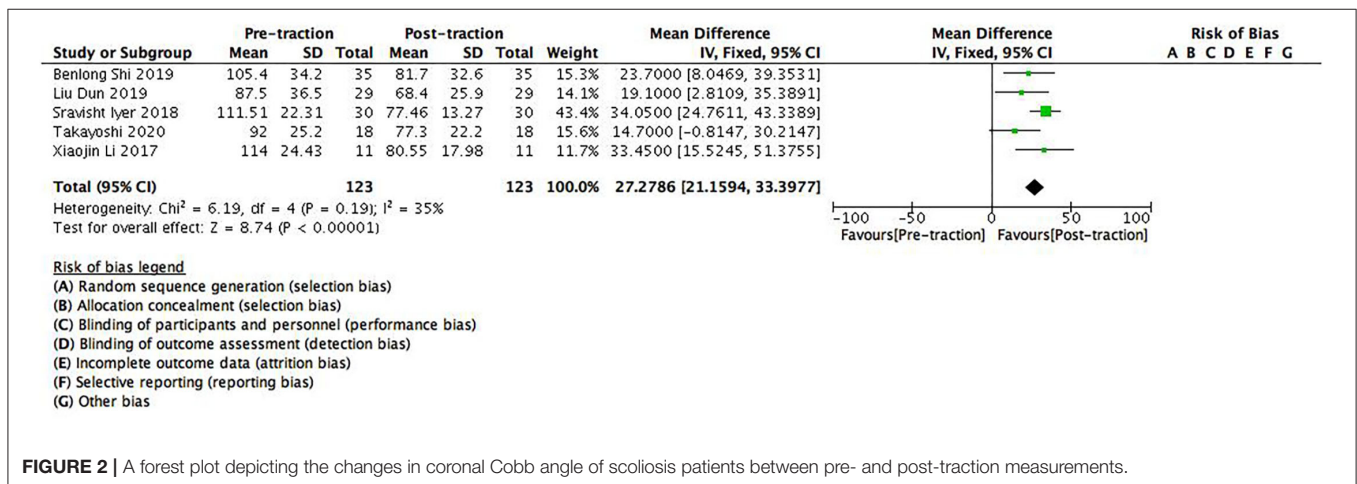 Pre-traction Post-traction Mean Difference Mean Difference Risk of Bias
Study or Subgroup Mean SD Total Mean SD Total Weight IV, Fixed, 95% CI IV, Fixed, 95% CI A B C D E F G
Benlong Shi 2019 105.4 34.2 35 81.7 32.6 35 15.3% 23.7000 [8.0469, 39.3531]
Liu Dun 2019 87.5 36.5 29 68.4 25.9 29 14.1% 19.1000 [2.8109, 35.3891]
Sravisht Iyer 2018 111.51 22.31 30 77.46 13.27 30 43.4% 34.0500 [24.7611, 43.3389]
Takayoshi 2020 92 25.2 18 77.3 22.2 18 15.6% 14.7000 [-0.8147, 30.2147]
Xiaojin Li 2017 114 24.43 11 80.55 17.98 11 11.7% 33.4500 [15.5245, 51.3755]
Total (95% CI) 123 123 100.0% 27.2786 [21.1594, 33.3977]
Heterogeneity: Chi² = 6.19, df = 4 (P = 0.19); I² = 35%
Test for overall effect: Z = 8.74 (P < 0.00001)
-100 -50 0 50 100
Favours[Pre-traction] Favours[Post-traction]
Risk of bias legend
(A) Random sequence generation (selection bias)
(B) Allocation concealment (selection bias)
(C) Blinding of participants and personnel (performance bias)
(D) Blinding of outcome assessment (detection bias)
(E) Incomplete outcome data (attrition bias)
(F) Selective reporting (reporting bias)
(G) Other bias
FIGURE 2 | A forest plot depicting the changes in coronal Cobb angle of scoliosis patients between pre- and post-traction measurements.